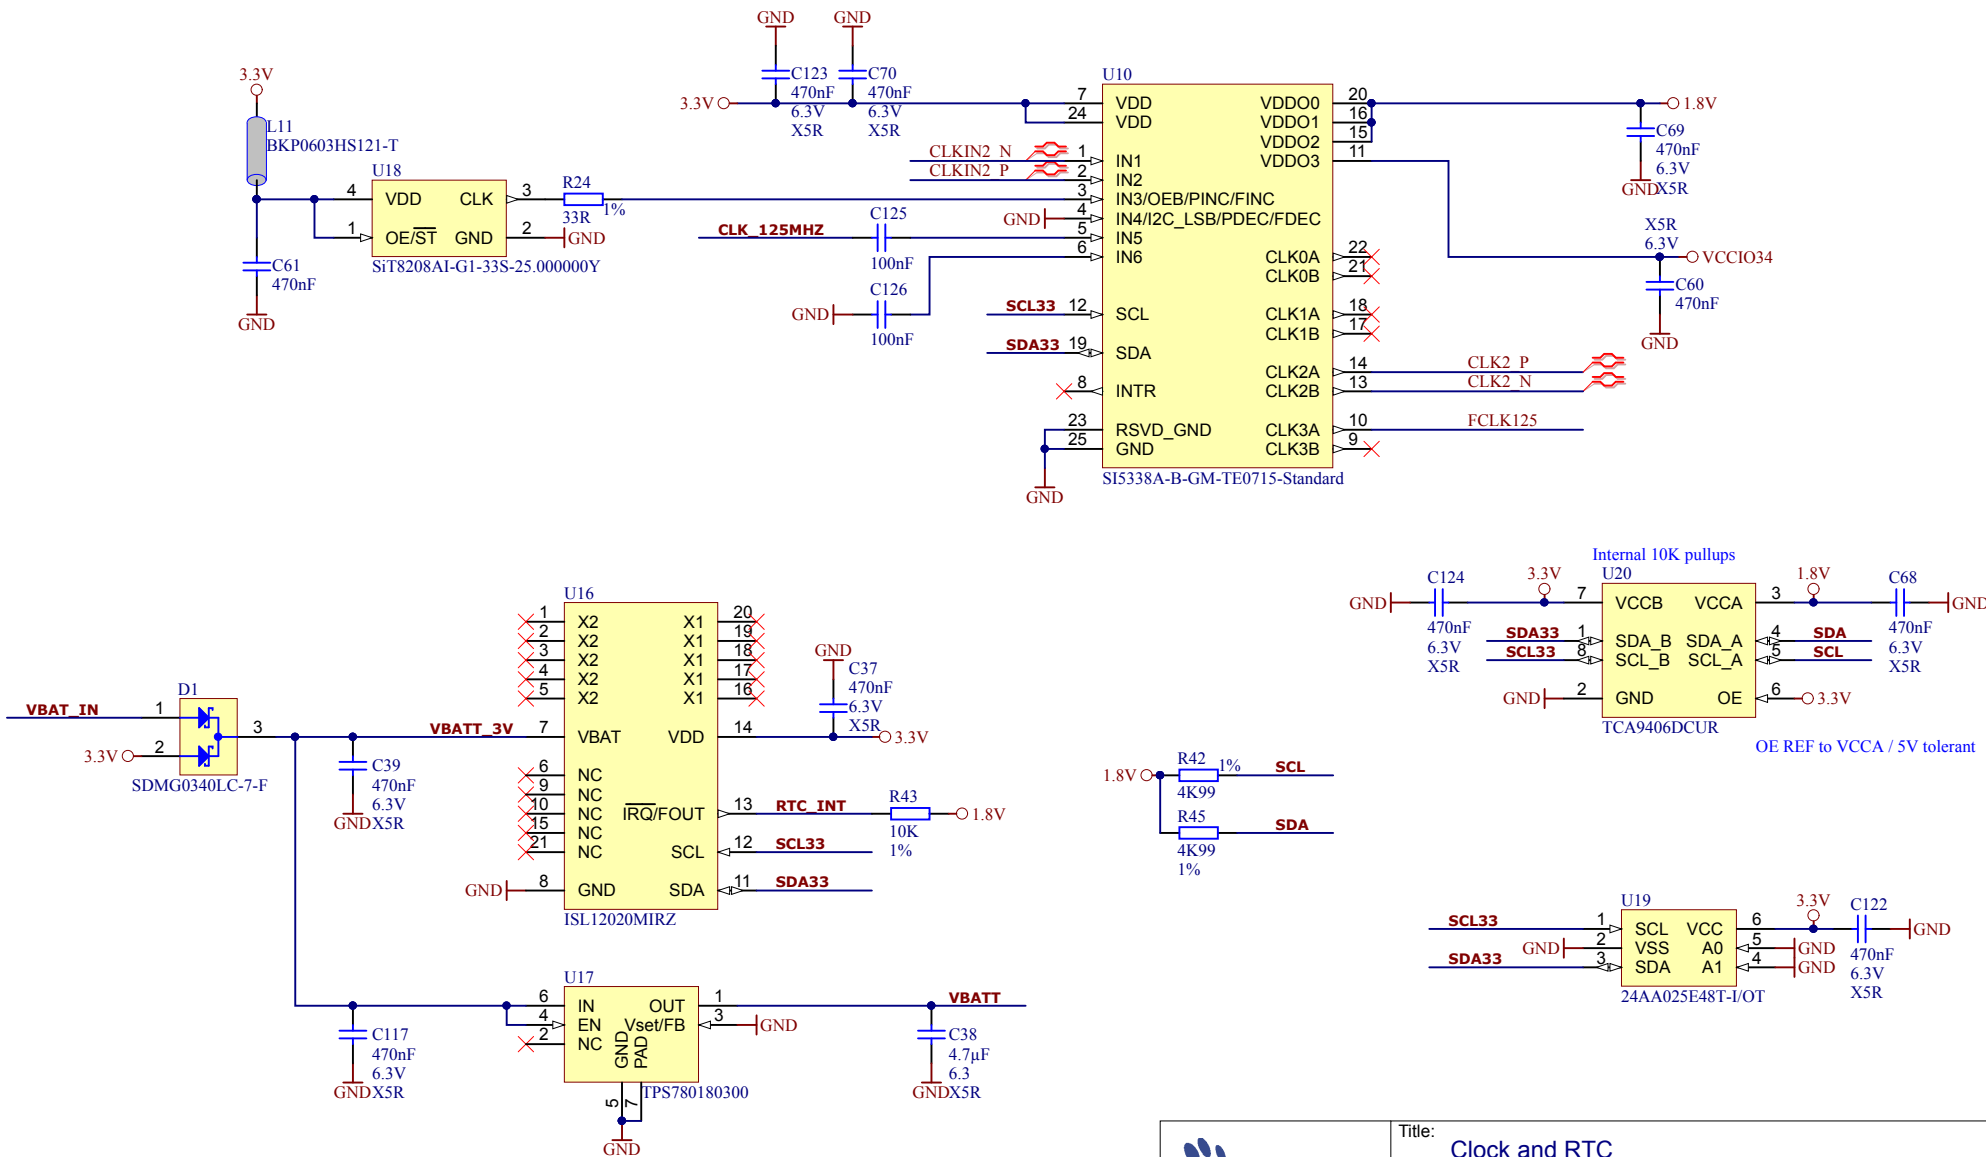 GND
GND
C123
470nF
6.3V
X5R
C70
470nF
6.3V
X5R
3.3V
3.3V
L11
BKP0603HS121-T
U18
4
VDD
CLK
3
1
OE/ST
GND
2
GND
SiT8208AI-G1-33S-25.000000Y
R24
33R
1%
C61
470nF
GND
U10
7
VDD
24
VDD
CLKIN2_N
1
IN1
CLKIN2_P
2
IN2
3
IN3/OEB/PINC/FINC
GND
4
IN4/I2C_LSB/PDEC/FDEC
CLK_125MHZ
C125
100nF
5
IN5
6
IN6
GND
C126
100nF
SCL33
12
SCL
SDA33
19
SDA
8
INTR
23
RSVD_GND
25
GND
GND
VDDO0
20
VDDO1
16
VDDO2
15
VDDO3
11
1.8V
C69
470nF
6.3V
X5R
GND
X5R
6.3V
VCCIO34
C60
470nF
GND
CLK0A
22
CLK0B
21
CLK1A
18
CLK1B
17
CLK2A
14
CLK2_P
CLK2B
13
CLK2_N
CLK3A
10
FCLK125
CLK3B
9
SI5338A-B-GM-TE0715-Standard
VBAT_IN
D1
1
3.3V
2
3
SDMG0340LC-7-F
VBATT_3V
C39
470nF
6.3V
X5R
GND
U16
1
X2
X1
20
2
X2
X1
19
3
X2
X1
18
4
X2
X1
17
5
X2
X1
16
7
VBAT
VDD
14
GND
C37
470nF
6.3V
X5R
3.3V
6
NC
9
NC
10
NC
15
NC
21
NC
IRQ/FOUT
13
RTC_INT
R43
10K
1%
1.8V
SCL
12
SCL33
GND
8
GND
SDA
11
SDA33
ISL12020MIRZ
U17
6
IN
OUT
1
VBATT
4
EN
Vset/FB
3
GND
2
NC
GND
PAD
5
7
TPS780180300
GND
C117
470nF
6.3V
X5R
GND
C38
4.7µF
6.3
X5R
GND
Internal 10K pullups
U20
GND
C124
470nF
6.3V
X5R
3.3V
7
VCCB
VCCA
3
1.8V
C68
470nF
6.3V
X5R
GND
SDA33
1
SDA_B
SDA_A
4
SDA
SCL33
8
SCL_B
SCL_A
5
SCL
GND
2
GND
OE
6
3.3V
TCA9406DCUR
OE REF to VCCA / 5V tolerant
1.8V
R42
1%
4K99
SCL
R45
4K99
1%
SDA
U19
SCL33
1
SCL
VCC
6
3.3V
C122
470nF
6.3V
X5R
GND
GND
2
VSS
A0
5
GND
SDA33
3
SDA
A1
4
GND
24AA025E48T-I/OT
Title:
Clock and RTC